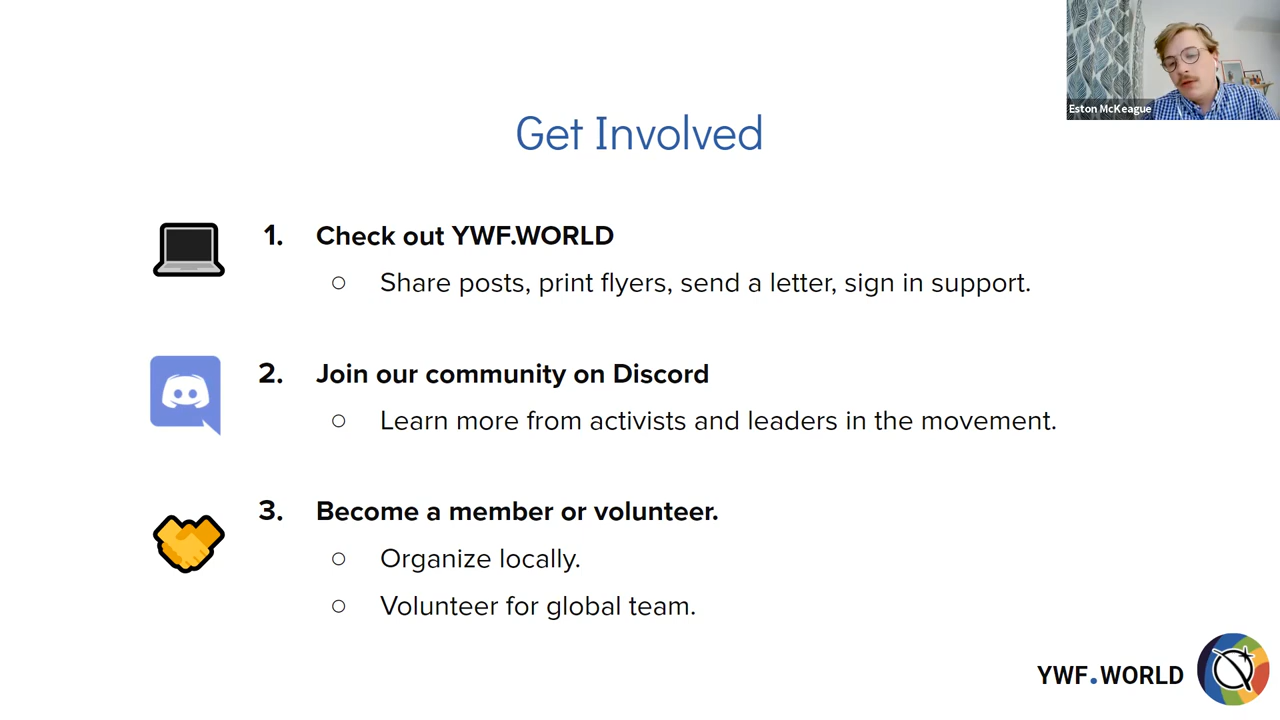 Eston McKeague
Get Involved
1. Check out YWF.WORLD
○ Share posts, print flyers, send a letter, sign in support.
2. Join our community on Discord
○ Learn more from activists and leaders in the movement.
3. Become a member or volunteer.
○ Organize locally.
○ Volunteer for global team.
YWF.WORLD